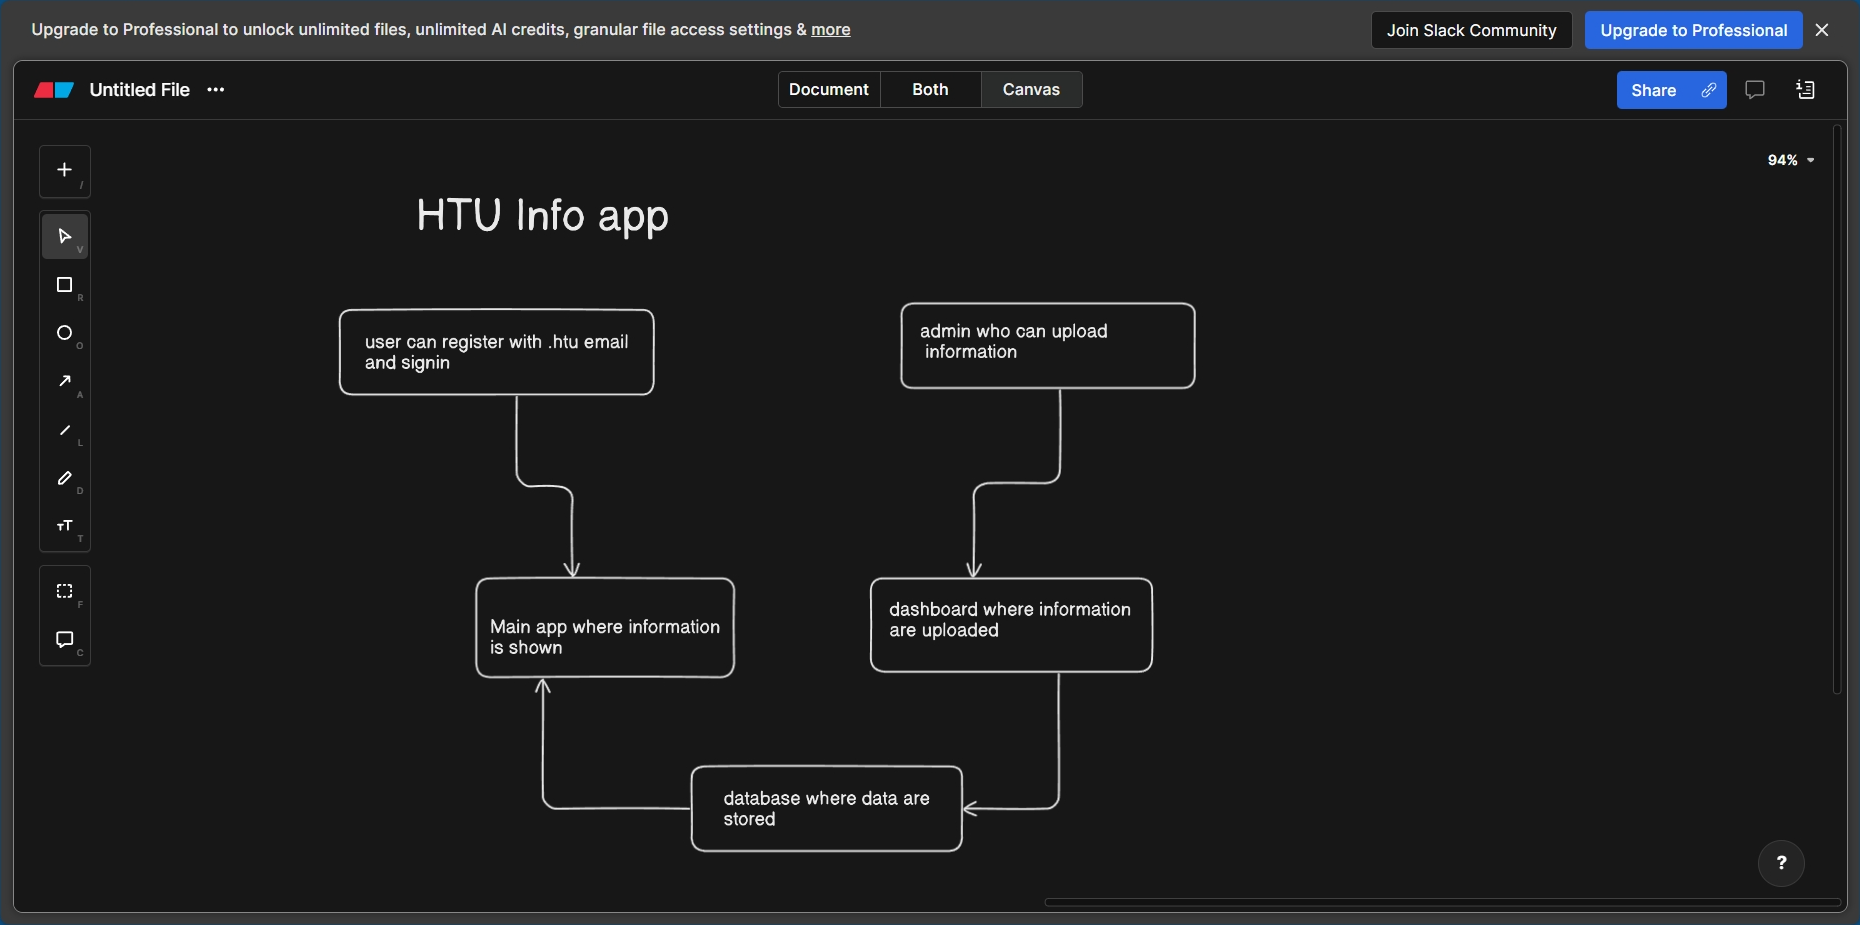 Upgrade to Professional to unlock unlimited files, unlimited AI credits, granular file access settings & more
Join Slack Community
Upgrade to Professional
Untitled File
Document
Both
Canvas
Share
94%
/
V
R
O
A
L
D
T
F
C
HTU Info app
user can register with .htu email
and signin
admin who can upload
information
Main app where information
is shown
dashboard where information
are uploaded
database where data are
stored
?